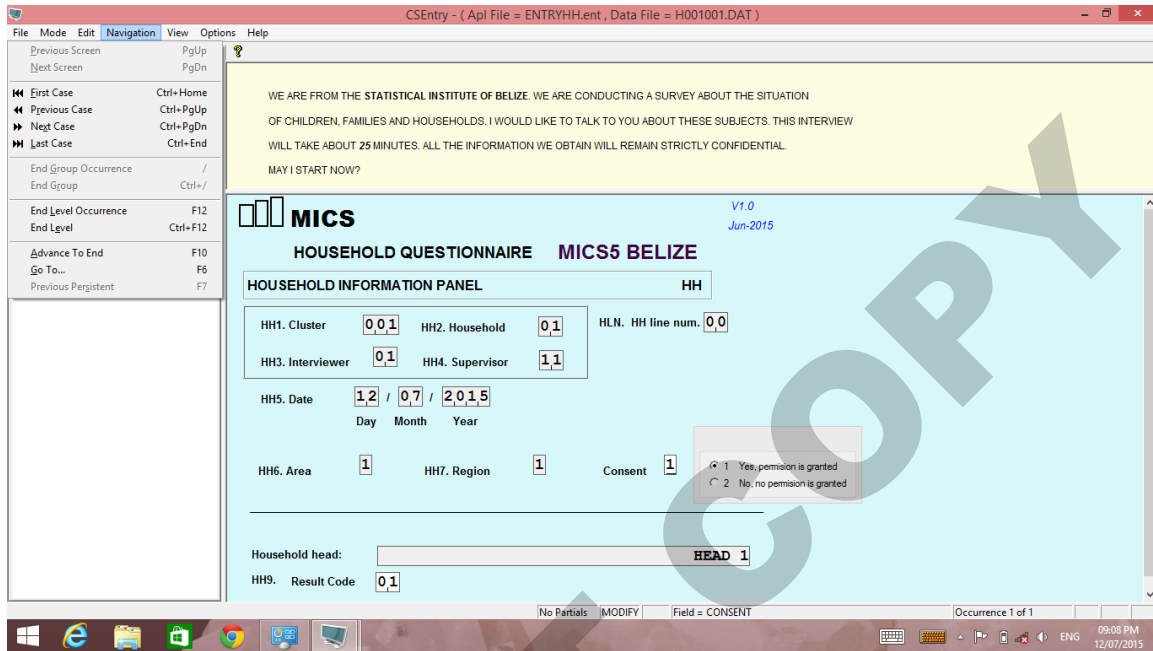 CSEntry - ( Apl File = ENTRYHH.ent , Data File = H001001.DAT )
File Mode Edit Navigation View Options Help
Previous Screen PgUp
Next Screen PgDn
First Case Ctrl+Home
Previous Case Ctrl+PgUp
Next Case Ctrl+PgDn
Last Case Ctrl+End
End Group Occurrence /
End Group Ctrl+/
End Level Occurrence F12
End Level Ctrl+F12
Advance To End F10
Go To... F6
Previous Persistent F7
WE ARE FROM THE STATISTICAL INSTITUTE OF BELIZE. WE ARE CONDUCTING A SURVEY ABOUT THE SITUATION
OF CHILDREN, FAMILIES AND HOUSEHOLDS. I WOULD LIKE TO TALK TO YOU ABOUT THESE SUBJECTS. THIS INTERVIEW
WILL TAKE ABOUT 25 MINUTES. ALL THE INFORMATION WE OBTAIN WILL REMAIN STRICTLY CONFIDENTIAL.
MAY I START NOW?
MICS
V1.0
Jun-2015
HOUSEHOLD QUESTIONNAIRE MICS5 BELIZE
HOUSEHOLD INFORMATION PANEL HH
HH1. Cluster 001 HH2. Household 01 HLN. HH line num. 00
HH3. Interviewer 01 HH4. Supervisor 11
HH5. Date 12 / 07 / 2015
Day Month Year
HH6. Area 1 HH7. Region 1 Consent 1
1 Yes, permision is granted
2 No, no permision is granted
Household head: HEAD 1
HH9. Result Code 01
No Partials MODIFY Field = CONSENT Occurrence 1 of 1
ENG 09:08 PM
12/07/2015
COPY